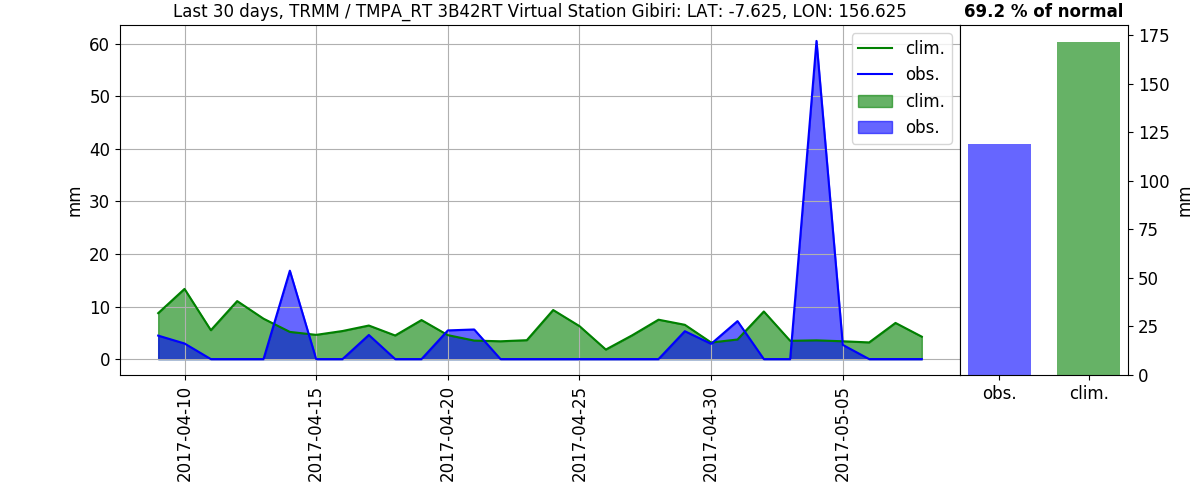 Last 30 days, TRMM / TMPA_RT 3B42RT Virtual Station Gibiri: LAT: -7.625, LON: 156.625
69.2 % of normal
60
50
40
30
20
10
0
mm
clim.
obs.
clim.
obs.
2017-04-10
2017-04-15
2017-04-20
2017-04-25
2017-04-30
2017-05-05
175
150
125
100
75
50
25
0
mm
obs.
clim.